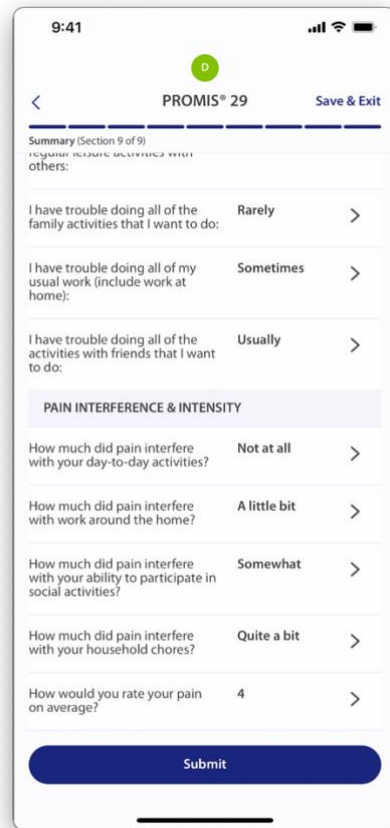 9:41
D
PROMIS® 29
Save & Exit
Summary (Section 9 of 9)
regular leisure activities with
others:
I have trouble doing all of the
family activities that I want to do:
Rarely
I have trouble doing all of my
usual work (include work at
home):
Sometimes
I have trouble doing all of the
activities with friends that I want
to do:
Usually
PAIN INTERFERENCE & INTENSITY
How much did pain interfere
with your day-to-day activities?
Not at all
How much did pain interfere
with work around the home?
A little bit
How much did pain interfere
with your ability to participate in
social activities?
Somewhat
How much did pain interfere
with your household chores?
Quite a bit
How would you rate your pain
on average?
4
Submit